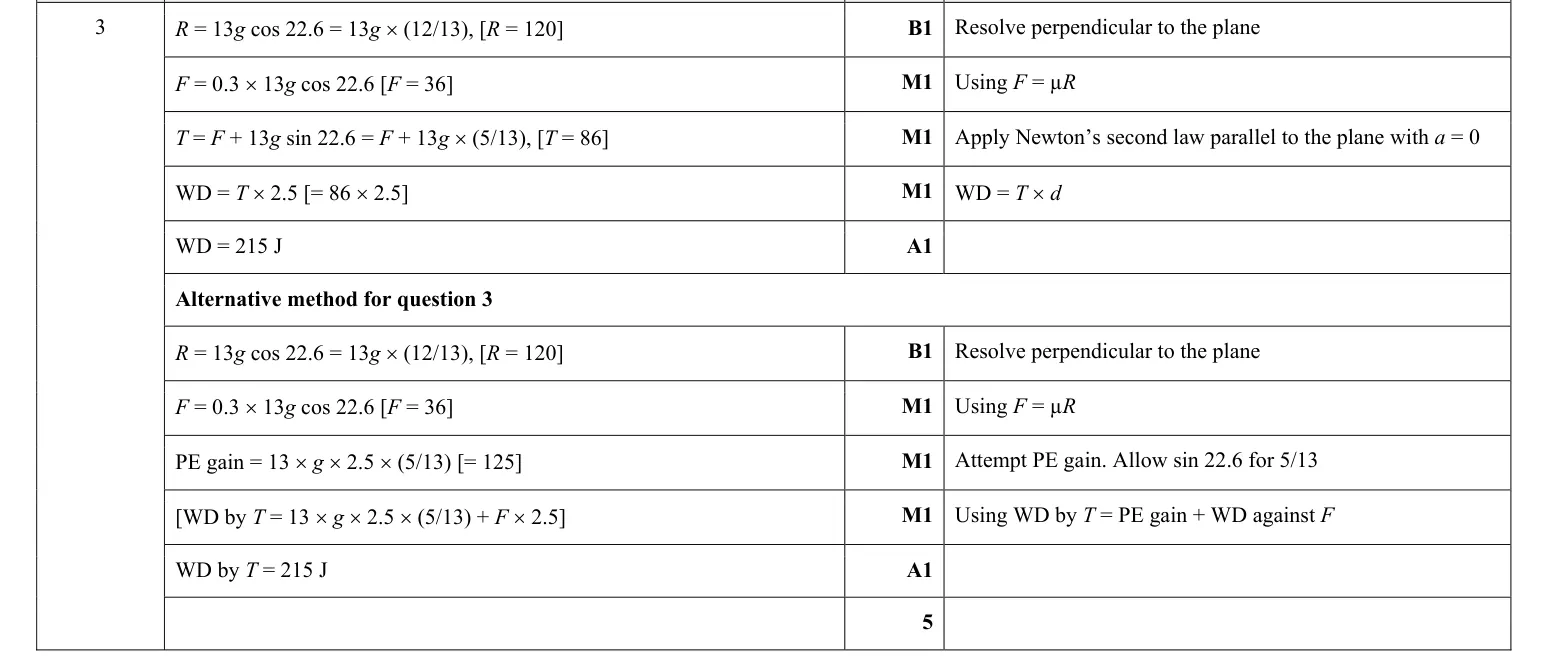 3 R = 13g cos 22.6 = 13g × (12/13), [R = 120] B1 Resolve perpendicular to the plane
F = 0.3 × 13g cos 22.6 [F = 36] M1 Using F = µR
T = F + 13g sin 22.6 = F + 13g × (5/13), [T = 86] M1 Apply Newton’s second law parallel to the plane with a = 0
WD = T × 2.5 [= 86 × 2.5] M1 WD = T × d
WD = 215 J A1
Alternative method for question 3
R = 13g cos 22.6 = 13g × (12/13), [R = 120] B1 Resolve perpendicular to the plane
F = 0.3 × 13g cos 22.6 [F = 36] M1 Using F = µR
PE gain = 13 × g × 2.5 × (5/13) [= 125] M1 Attempt PE gain. Allow sin 22.6 for 5/13
[WD by T = 13 × g × 2.5 × (5/13) + F × 2.5] M1 Using WD by T = PE gain + WD against F
WD by T = 215 J A1
5